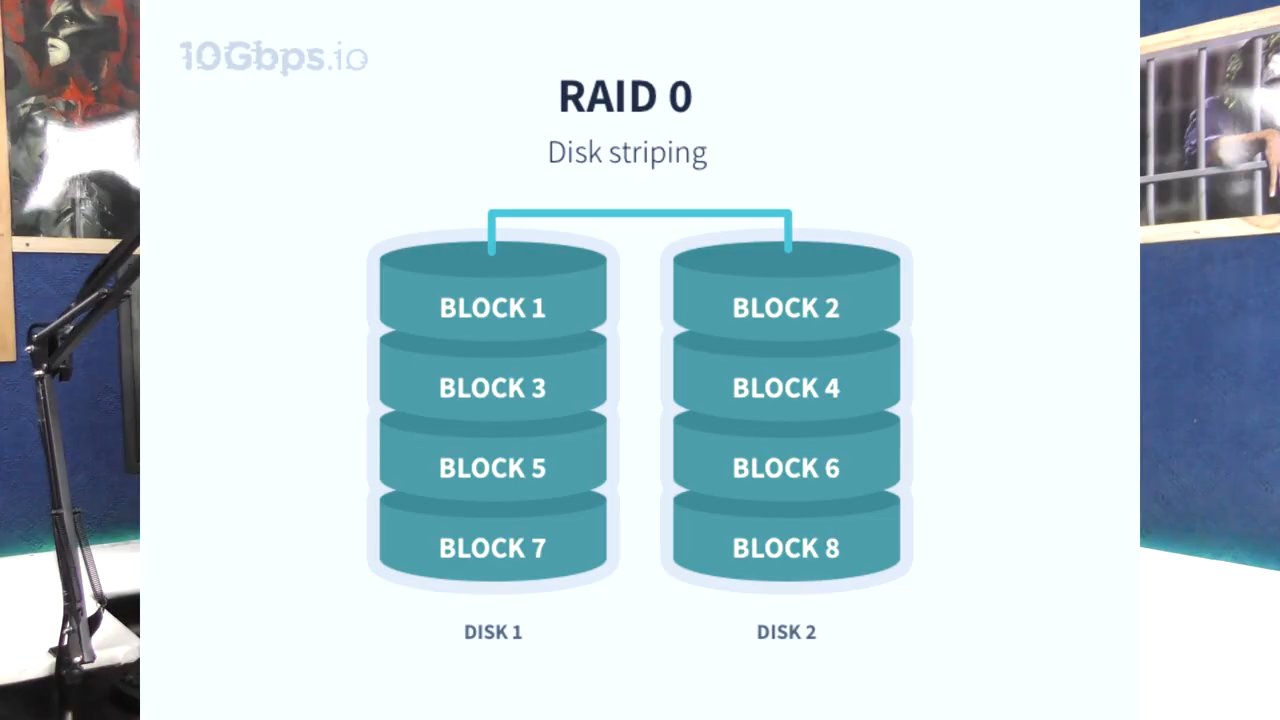 10Gbps.io
RAID 0
Disk striping
BLOCK 1
BLOCK 3
BLOCK 5
BLOCK 7
DISK 1
BLOCK 2
BLOCK 4
BLOCK 6
BLOCK 8
DISK 2